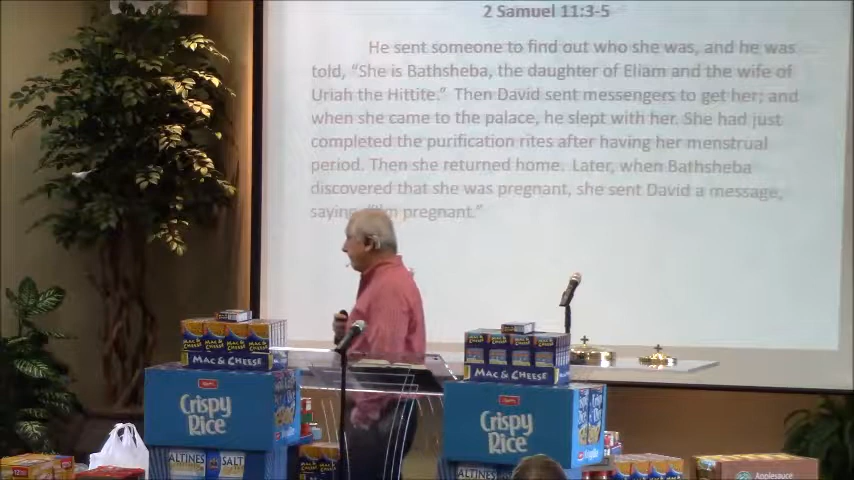 2 Samuel 11:3-5
He sent someone to find out who she was, and he was
told, “She is Bathsheba, the daughter of Eliam and the wife of
Uriah the Hittite.” Then David sent messengers to get her; and
when she came to the palace, he slept with her. She had just
completed the purification rites after having her menstrual
period. Then she returned home. Later, when Bathsheba
discovered that she was pregnant, she sent David a message,
saying, “I'm pregnant.”
MAC & CHEESE
MAC & CHEESE
Crispy
Rice
Crispy
Rice
ALTINES
SALT
ALTINES
Applesauce